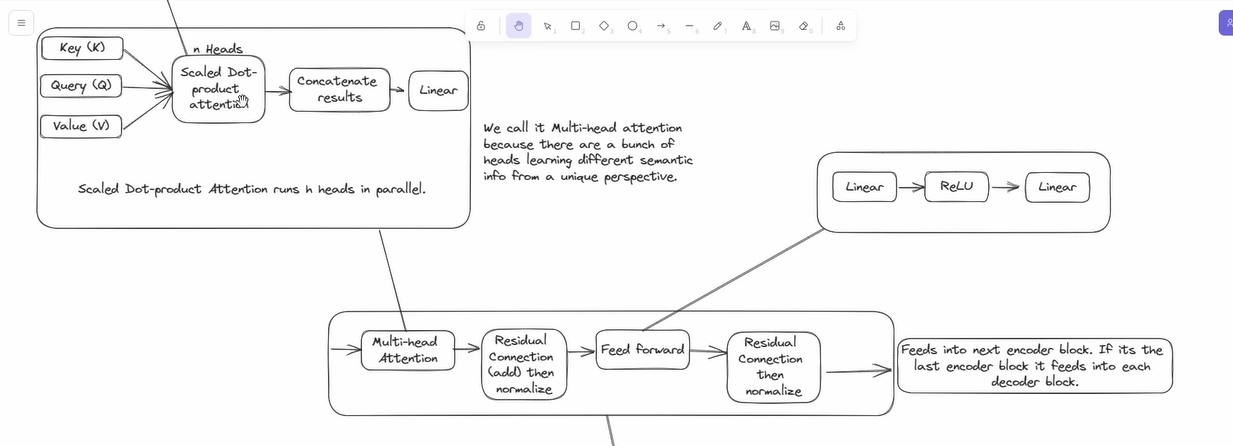 Key (K)
Query (Q)
Value (V)
n Heads
Scaled Dot-
product
attention
Concatenate
results
Linear
Scaled Dot-product Attention runs h heads in parallel.
We call it Multi-head attention
because there are a bunch of
heads learning different semantic
info from a unique perspective.
Linear
ReLU
Linear
Multi-head
Attention
Residual
Connection
(add) then
normalize
Feed forward
Residual
Connection
then
normalize
Feeds into next encoder block. If its the
last encoder block it feeds into each
decoder block.